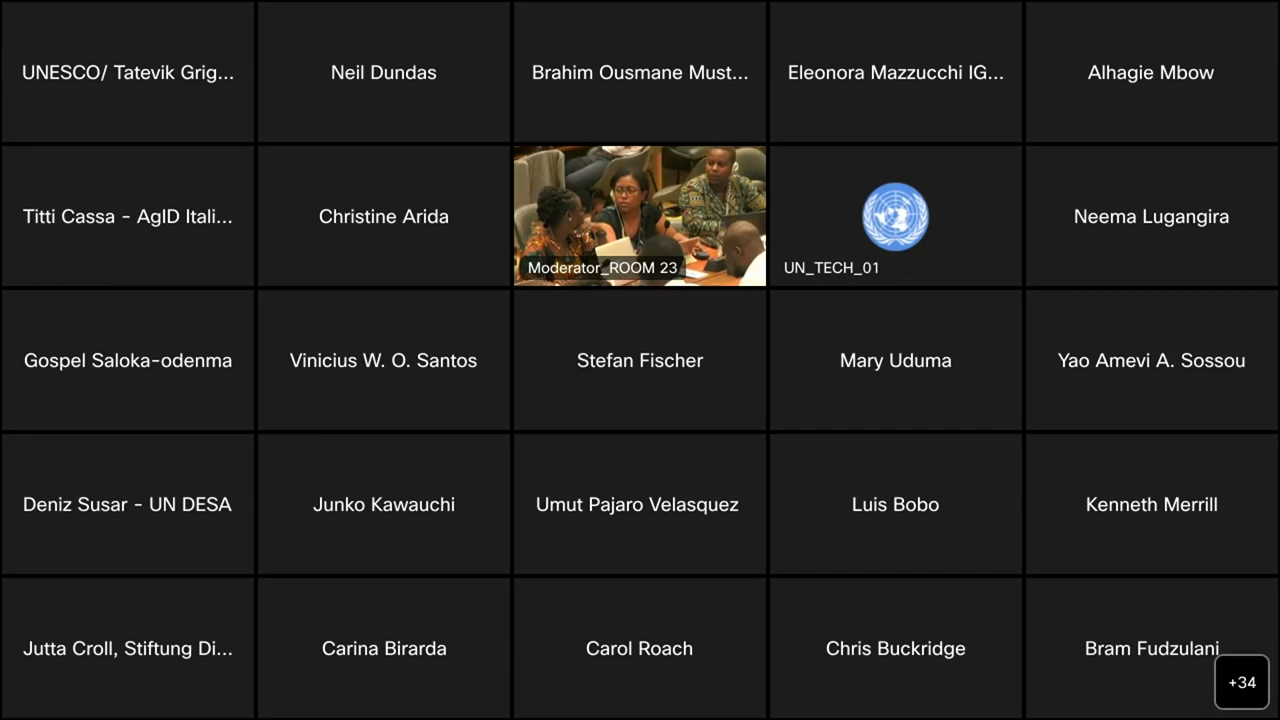 UNESCO/ Tatevik Grig...
Neil Dundas
Brahim Ousmane Must...
Eleonora Mazzucchi IG...
Alhagie Mbow
Titti Cassa - AgID Itali...
Christine Arida
Moderator_ROOM 23
UN_TECH_01
Neema Lugangira
Gospel Saloka-odenma
Vinicius W. O. Santos
Stefan Fischer
Mary Uduma
Yao Amevi A. Sossou
Deniz Susar - UN DESA
Junko Kawauchi
Umut Pajaro Velasquez
Luis Bobo
Kenneth Merrill
Jutta Croll, Stiftung Di...
Carina Birarda
Carol Roach
Chris Buckridge
Bram Fudzulani
+34